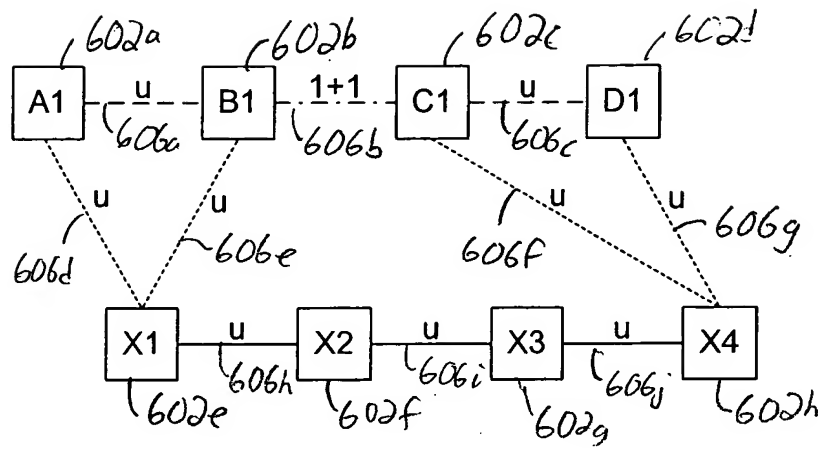 602a 602b 602c 602d
A1 u B1 1+1 C1 u D1
606a 606b 606c
u u u u
606d 606e 606f 606g
X1 u X2 u X3 u X4
606h 606i 606j
602e 602f 602g 602h